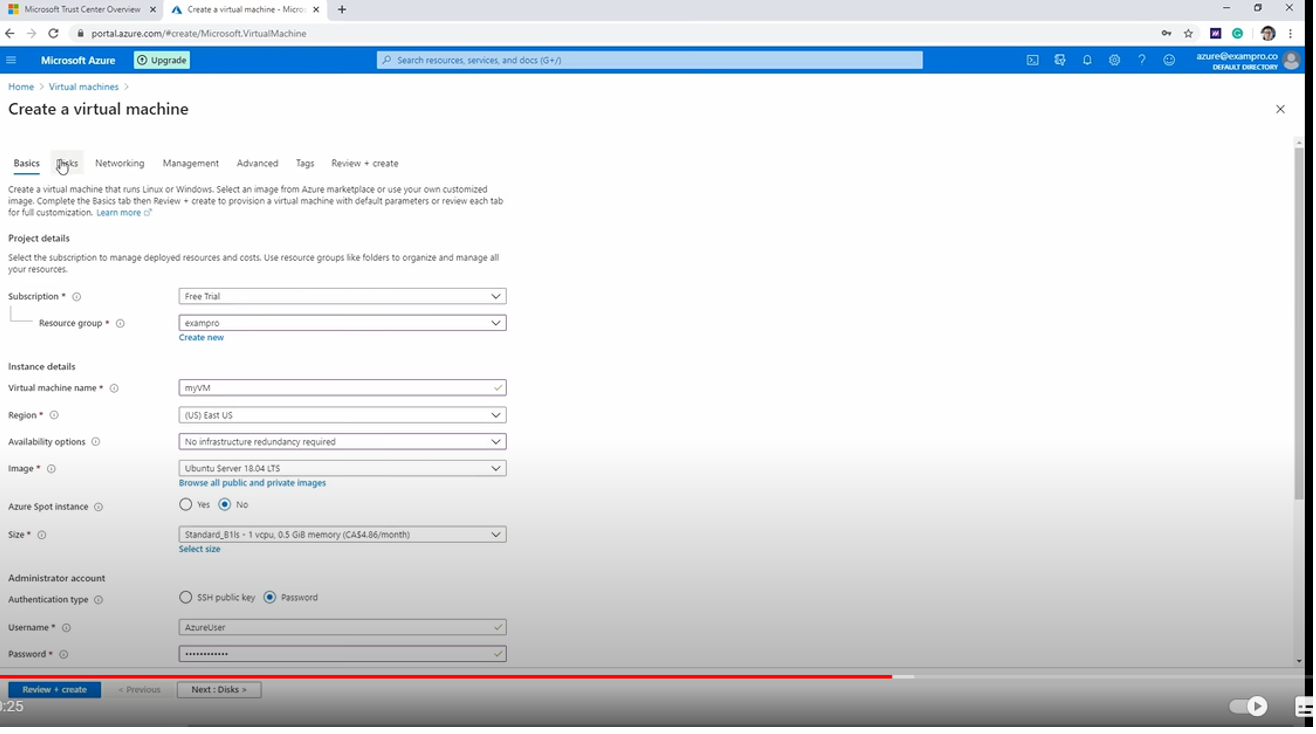 Microsoft Trust Center Overview
Create a virtual machine - Micros
portal.azure.com/#create/Microsoft.VirtualMachine
Microsoft Azure
Upgrade
Search resources, services, and docs (G+/)
azure@exampro.co
DEFAULT DIRECTORY
Home > Virtual machines >
Create a virtual machine
Basics Disks Networking Management Advanced Tags Review + create
Create a virtual machine that runs Linux or Windows. Select an image from Azure marketplace or use your own customized
image. Complete the Basics tab then Review + create to provision a virtual machine with default parameters or review each tab
for full customization. Learn more
Project details
Select the subscription to manage deployed resources and costs. Use resource groups like folders to organize and manage all
your resources.
Subscription * Free Trial
Resource group * exampro
Create new
Instance details
Virtual machine name * myVM
Region * (US) East US
Availability options No infrastructure redundancy required
Image * Ubuntu Server 18.04 LTS
Browse all public and private images
Azure Spot instance Yes No
Size * Standard_B1ls - 1 vcpu, 0.5 GiB memory (CA$4.86/month)
Select size
Administrator account
Authentication type SSH public key Password
Username * AzureUser
Password * ••••••••••••
Review + create < Previous Next : Disks >
:25